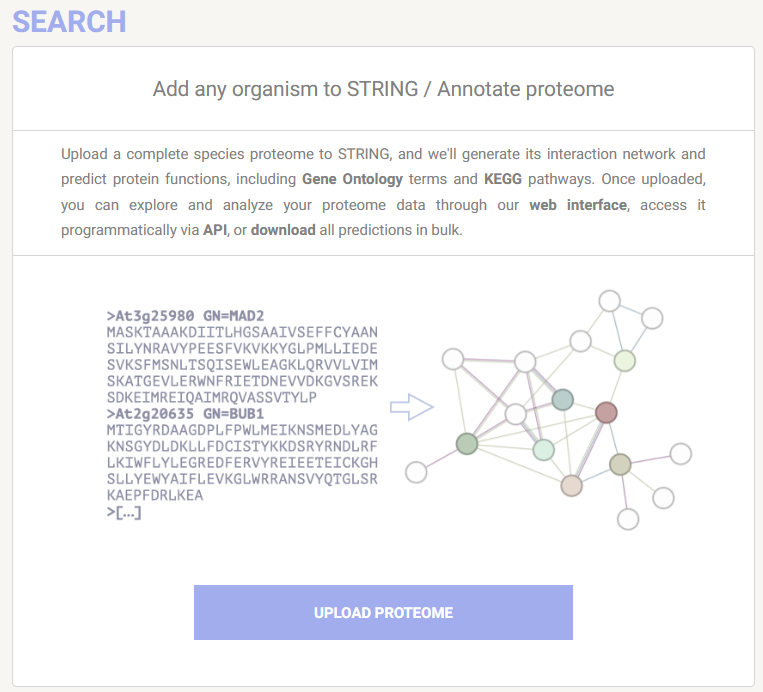 SEARCH
Add any organism to STRING / Annotate proteome
Upload a complete species proteome to STRING, and we'll generate its interaction network and
predict protein functions, including Gene Ontology terms and KEGG pathways. Once uploaded,
you can explore and analyze your proteome data through our web interface, access it
programmatically via API, or download all predictions in bulk.
>At3g25980 GN=MAD2
MASKTAAAKDIITLHGSAAIVSEFFCYAAN
SILYNRAVYPEESFVKVKKYGLPMLLIEDE
SVKSFMSNLTSQISEWLEAGKLQRVVLVIM
SKATGEVLERWNFRIETDNEVVDKGVSREK
SDKEIMREIQAIMRQVASSVTYLP
>At2g20635 GN=BUB1
MTIGYRDAAGDPLFPWLMEIKNSMEDLYAG
KNSGYDLDKLLFDCISTYKKDSRYRNDLRF
LKIWFLYLEGREDFERVYREIEETEICKGH
SLLYEWYAIFLEVKGLWRRANSVYQTGLSR
KAEPFDRLKEA
>[...]
UPLOAD PROTEOME